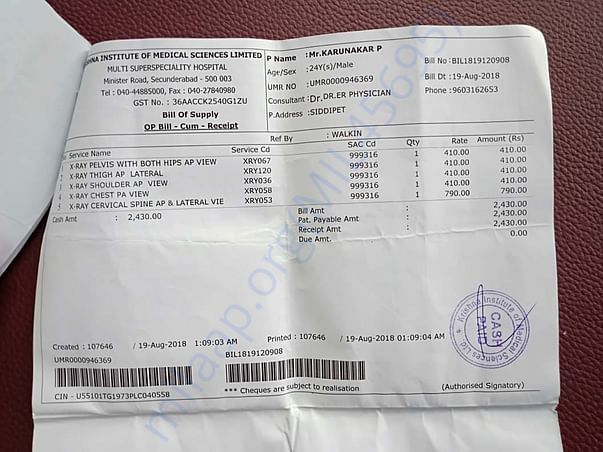 HNA INSTITUTE OF MEDICAL SCIENCES LIMITED
MULTI SUPERSPECIALITY HOSPITAL
Minister Road, Secunderabad - 500 003
Tel : 040-44885000, Fax : 040-27840980
GST No. : 36AACCK2540G1ZU
Bill Of Supply
OP Bill - Cum - Receipt
P Name : Mr.KARUNAKAR P
Age/Sex : 24Y(s)/Male
UMR NO : UMR0000946369
Consultant : Dr. DR.ER PHYSICIAN
P.Address : SIDDIPET
Bill No: BIL1819120908
Bill Dt : 19-Aug-2018
Phone : 9603162653
Ref By : WALKIN
Service Name Service Cd SAC Cd Qty Rate Amount (Rs)
X-RAY PELVIS WITH BOTH HIPS AP VIEW XRY067 999316 1 410.00 410.00
X-RAY THIGH AP LATERAL XRY120 999316 1 410.00 410.00
X-RAY SHOULDER AP VIEW XRY036 999316 1 410.00 410.00
X-RAY CHEST PA VIEW XRY058 999316 1 410.00 410.00
5 X-RAY CERVICAL SPINE AP & LATERAL VIE XRY053 999316 1 790.00 790.00
Cash Amt : 2,430.00
Bill Amt : 2,430.00
Pat. Payable Amt : 2,430.00
Receipt Amt : 2,430.00
Due Amt. 0.00
Krishna Institute of Medical Sciences Ltd.
CASH
PAID
Created : 107646 / 19-Aug-2018 1:09:03 AM Printed : 107646 / 19-Aug-2018 01:09:04 AM
UMR0000946369 BIL1819120908
*** Cheques are subject to realisation (Authorised Signatory)
CIN - U55101TG1973PLC040558